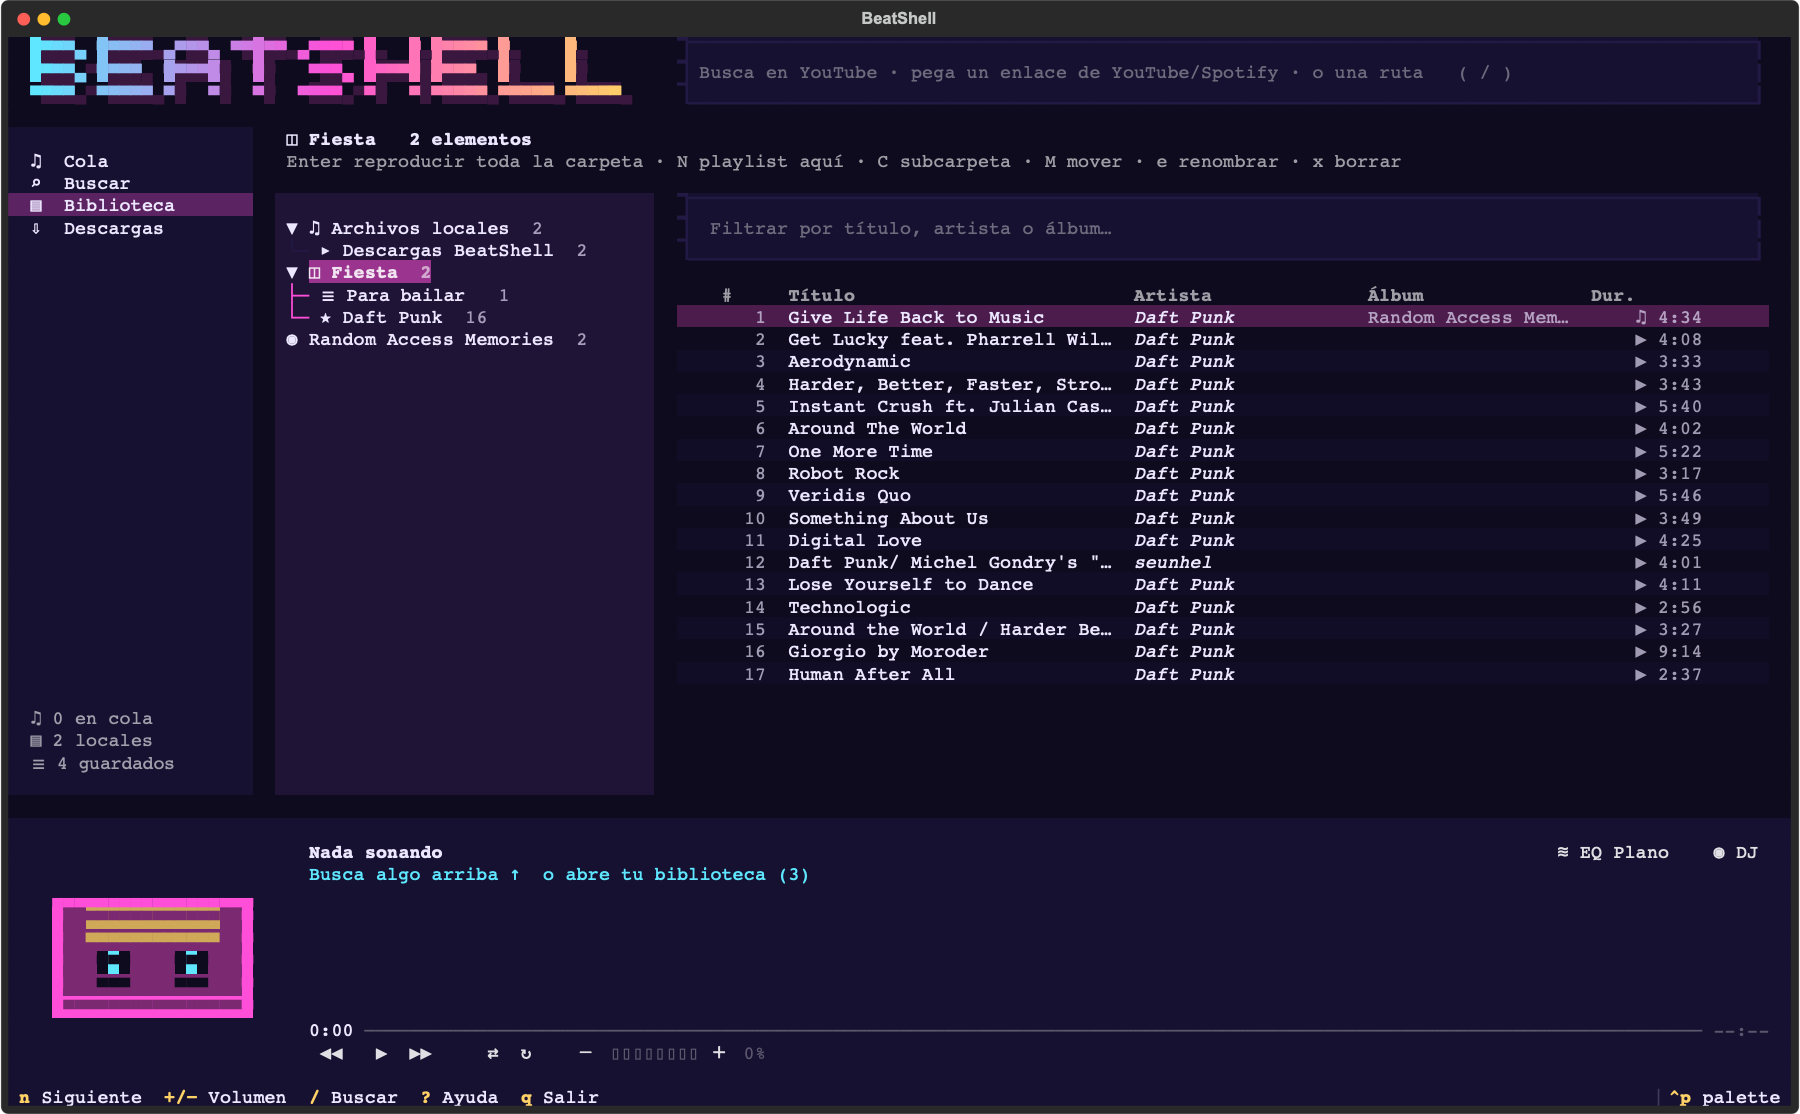 BeatShell
BEATSHELL
Busca en YouTube · pega un enlace de YouTube/Spotify · o una ruta ( / )
Fiesta 2 elementos
Enter reproducir toda la carpeta · N playlist aquí · C subcarpeta · M mover · e renombrar · x borrar
Cola
Buscar
Biblioteca
Descargas
♫ 0 en cola
2 locales
4 guardados
▼ ♫ Archivos locales 2
▸ Descargas BeatShell 2
▼ Fiesta 2
Para bailar 1
★ Daft Punk 16
Random Access Memories 2
Filtrar por título, artista o álbum…
# Título Artista Álbum Dur.
1 Give Life Back to Music Daft Punk Random Access Mem… ♫ 4:34
2 Get Lucky feat. Pharrell Wil… Daft Punk ▶ 4:08
3 Aerodynamic Daft Punk ▶ 3:33
4 Harder, Better, Faster, Stro… Daft Punk ▶ 3:43
5 Instant Crush ft. Julian Cas… Daft Punk ▶ 5:40
6 Around The World Daft Punk ▶ 4:02
7 One More Time Daft Punk ▶ 5:22
8 Robot Rock Daft Punk ▶ 3:17
9 Veridis Quo Daft Punk ▶ 5:46
10 Something About Us Daft Punk ▶ 3:49
11 Digital Love Daft Punk ▶ 4:25
12 Daft Punk/ Michel Gondry's "… seunhel ▶ 4:01
13 Lose Yourself to Dance Daft Punk ▶ 4:11
14 Technologic Daft Punk ▶ 2:56
15 Around the World / Harder Be… Daft Punk ▶ 3:27
16 Giorgio by Moroder Daft Punk ▶ 9:14
17 Human After All Daft Punk ▶ 2:37
Nada sonando
Busca algo arriba ↑ o abre tu biblioteca (3)
≋ EQ Plano ◉ DJ
0:00 --:--
− + 0%
n Siguiente +/− Volumen / Buscar ? Ayuda q Salir
^p palette